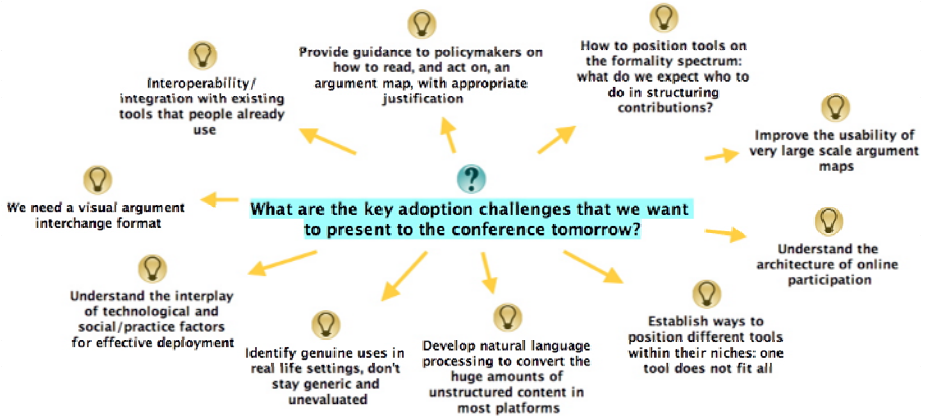 Provide guidance to policymakers on
how to read, and act on, an
argument map, with appropriate
justification
How to position tools on
the formality spectrum:
what do we expect who to
do in structuring
contributions?
Interoperability/
integration with existing
tools that people already
use
Improve the usability of
very large scale argument
maps
?
What are the key adoption challenges that we want
to present to the conference tomorrow?
We need a visual argument
interchange format
Understand the
architecture of online
participation
Understand the interplay
of technological and
social/practice factors
for effective deployment
Identify genuine uses in
real life settings, don't
stay generic and
unevaluated
Develop natural language
processing to convert the
huge amounts of
unstructured content in
most platforms
Establish ways to
position different tools
within their niches: one
tool does not fit all